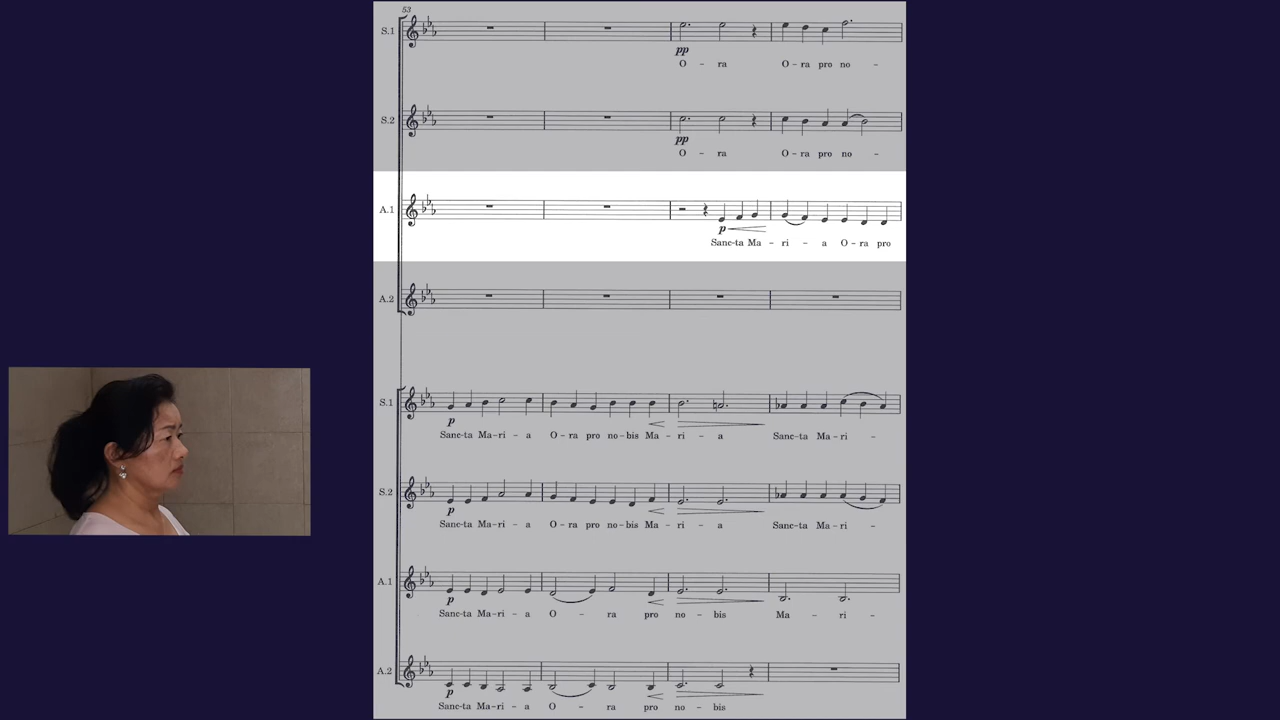 53
S.1
pp
O - ra O - ra pro no -
S.2
pp
O - ra O - ra pro no -
A.1
p
Sanc-ta Ma - ri - a O - ra pro
A.2
S.1
p
Sanc-ta Ma-ri - a O - ra pro no-bis Ma - ri - a Sanc-ta Ma-ri -
S.2
p
Sanc-ta Ma-ri - a O - ra pro no-bis Ma - ri - a Sanc-ta Ma-ri -
A.1
p
Sanc-ta Ma-ri - a O - ra pro no - bis Ma - ri -
A.2
p
Sanc-ta Ma-ri - a O - ra pro no - bis